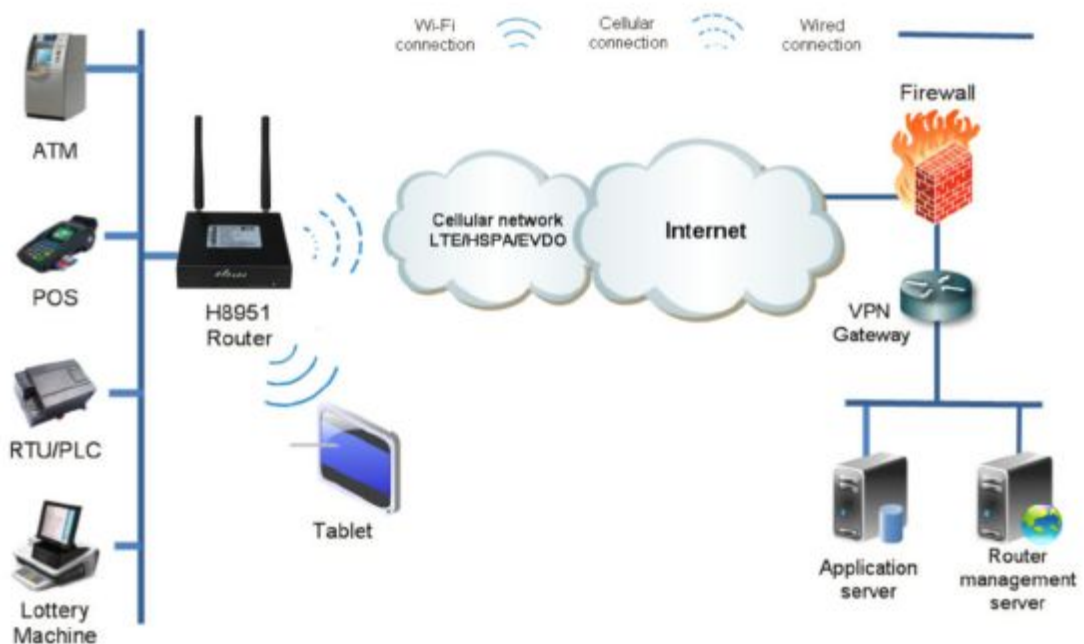 Wi-Fi
connection
Cellular
connection
Wired
connection
ATM
POS
RTU/PLC
Lottery
Machine
H8951
Router
Tablet
Cellular network
LTE/HSPA/EVDO
Internet
Firewall
VPN
Gateway
Application
server
Router
management
server